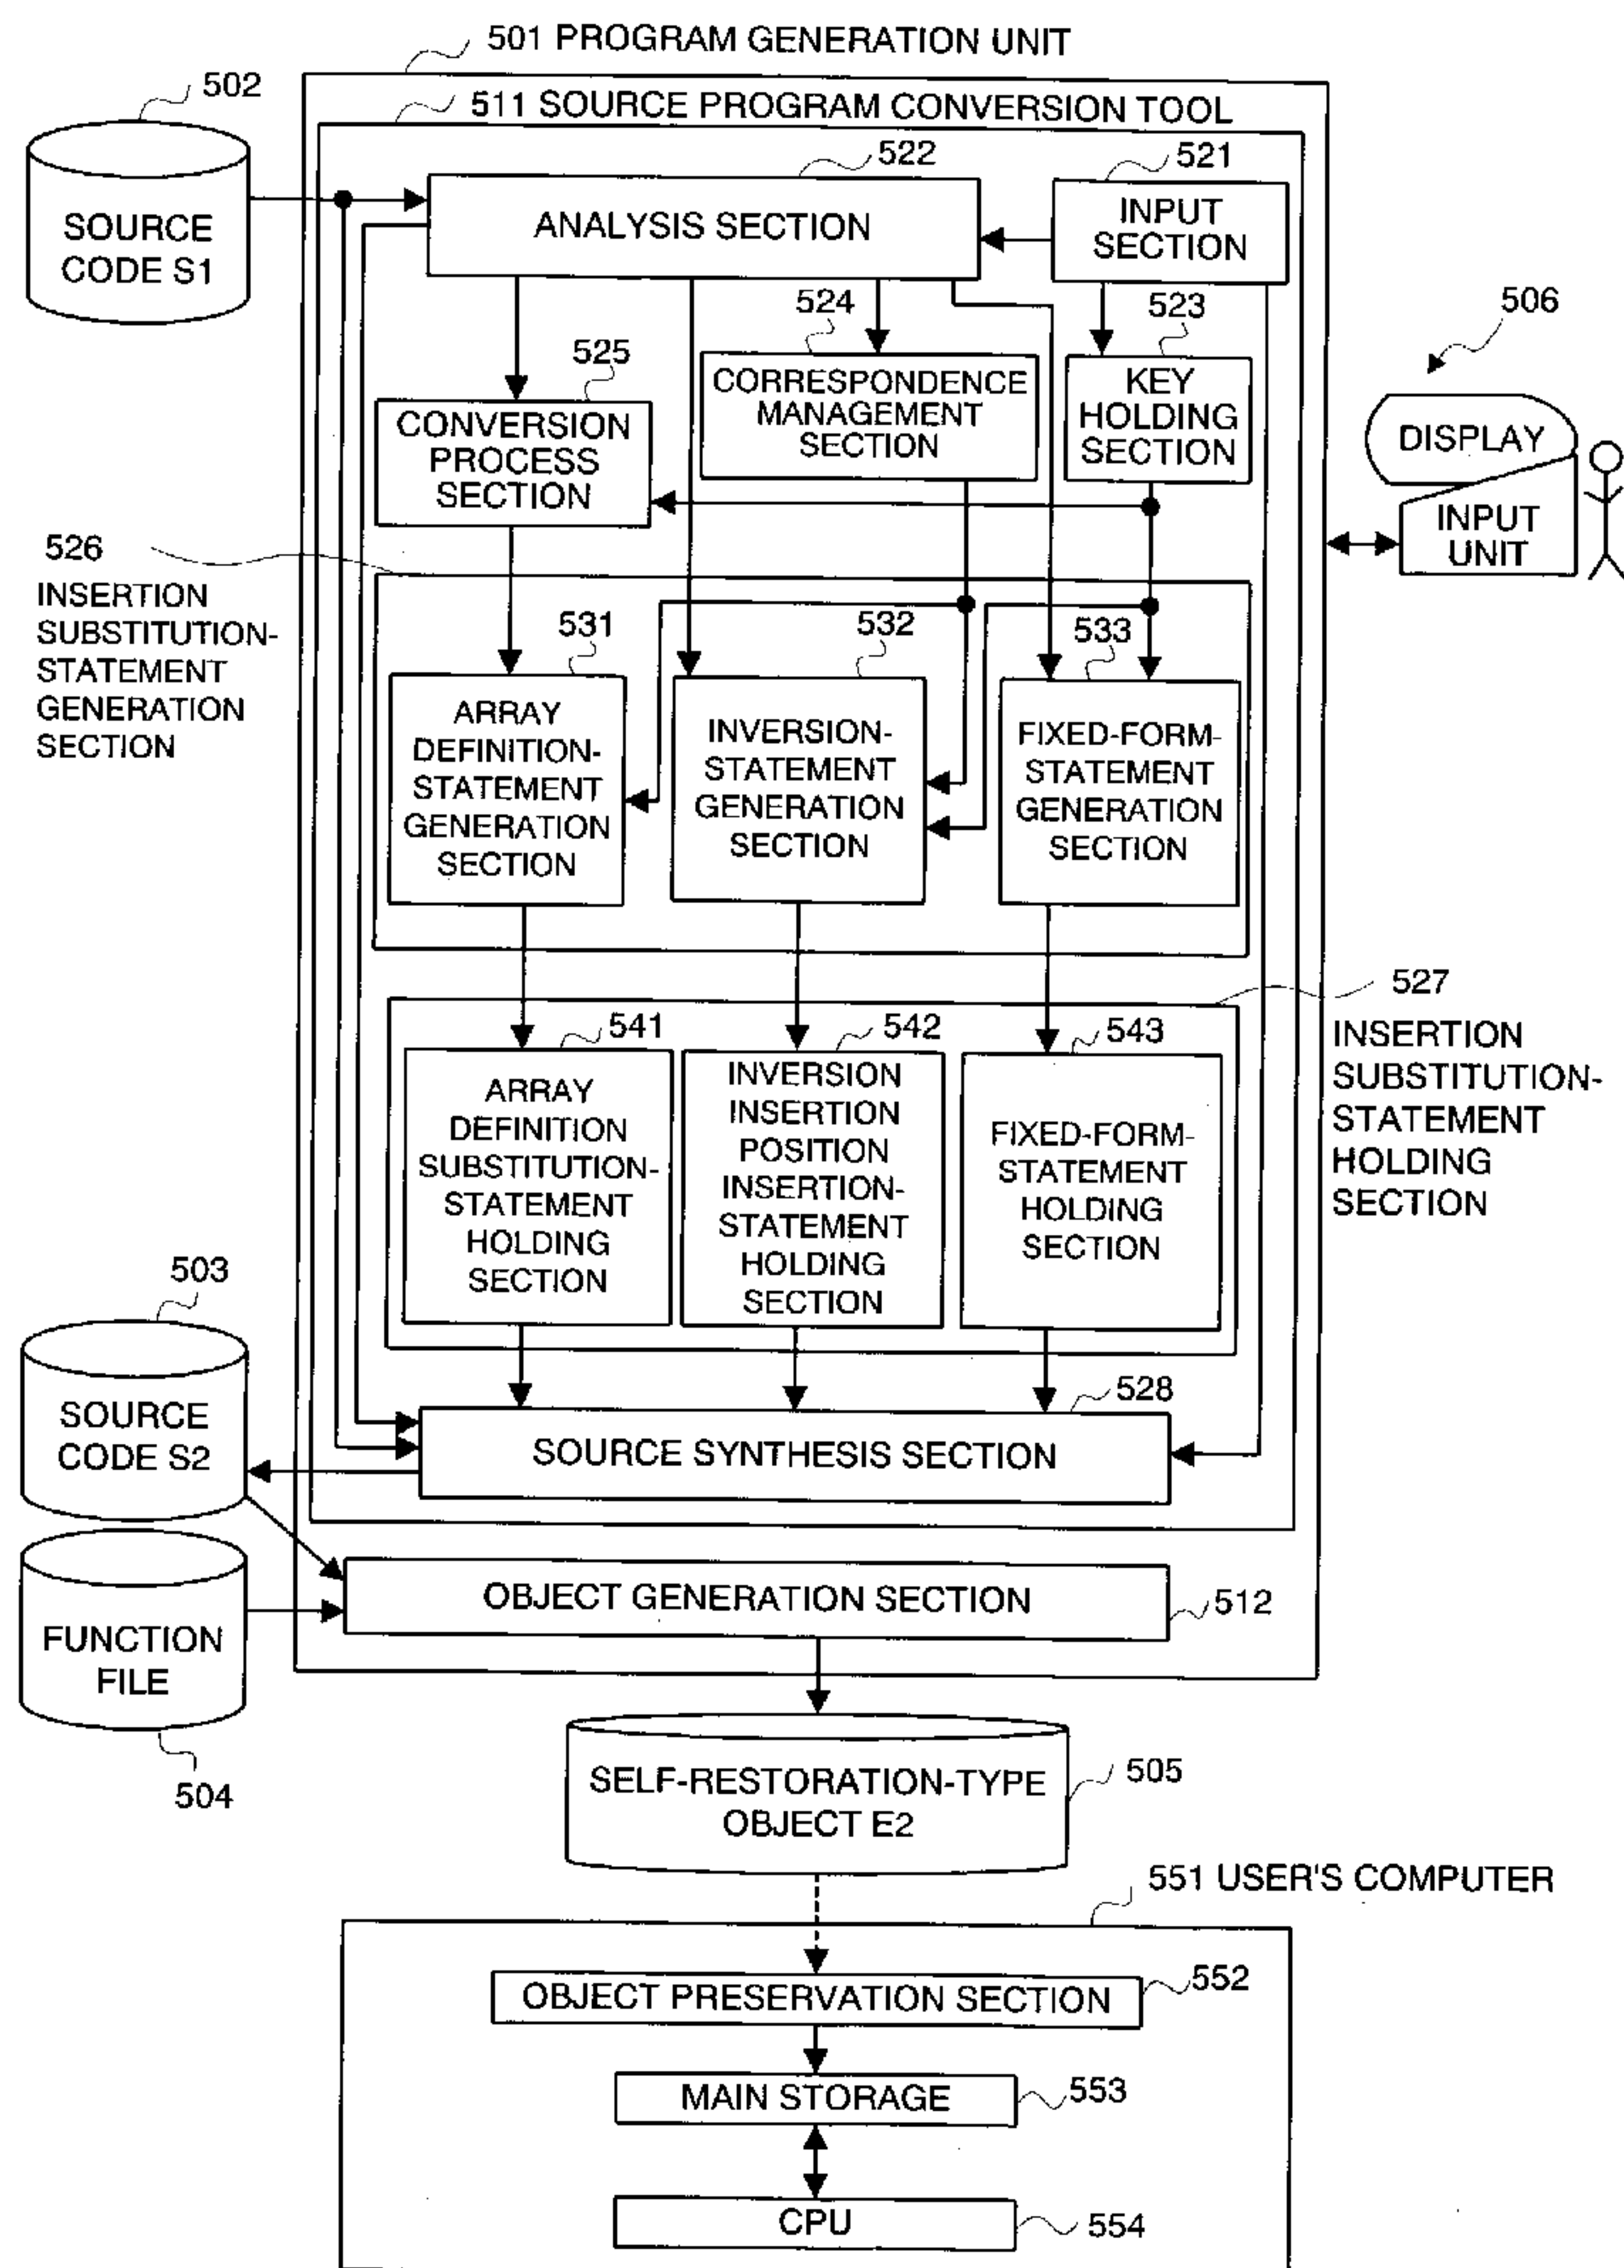 501 PROGRAM GENERATION UNIT
502
511 SOURCE PROGRAM CONVERSION TOOL
522
521
SOURCE
CODE S1
ANALYSIS SECTION
INPUT
SECTION
524
523
506
525
CORRESPONDENCE
MANAGEMENT
SECTION
KEY
HOLDING
SECTION
CONVERSION
PROCESS
SECTION
DISPLAY
INPUT
UNIT
526
INSERTION
SUBSTITUTION-
STATEMENT
GENERATION
SECTION
531
532
533
ARRAY
DEFINITION-
STATEMENT
GENERATION
SECTION
INVERSION-
STATEMENT
GENERATION
SECTION
FIXED-FORM-
STATEMENT
GENERATION
SECTION
527
INSERTION
SUBSTITUTION-
STATEMENT
HOLDING
SECTION
541
542
543
ARRAY
DEFINITION
SUBSTITUTION-
STATEMENT
HOLDING
SECTION
INVERSION
INSERTION
POSITION
INSERTION-
STATEMENT
HOLDING
SECTION
FIXED-FORM-
STATEMENT
HOLDING
SECTION
503
528
SOURCE
CODE S2
SOURCE SYNTHESIS SECTION
OBJECT GENERATION SECTION
512
FUNCTION
FILE
504
SELF-RESTORATION-TYPE
OBJECT E2
505
551 USER'S COMPUTER
OBJECT PRESERVATION SECTION
552
MAIN STORAGE
553
CPU
554